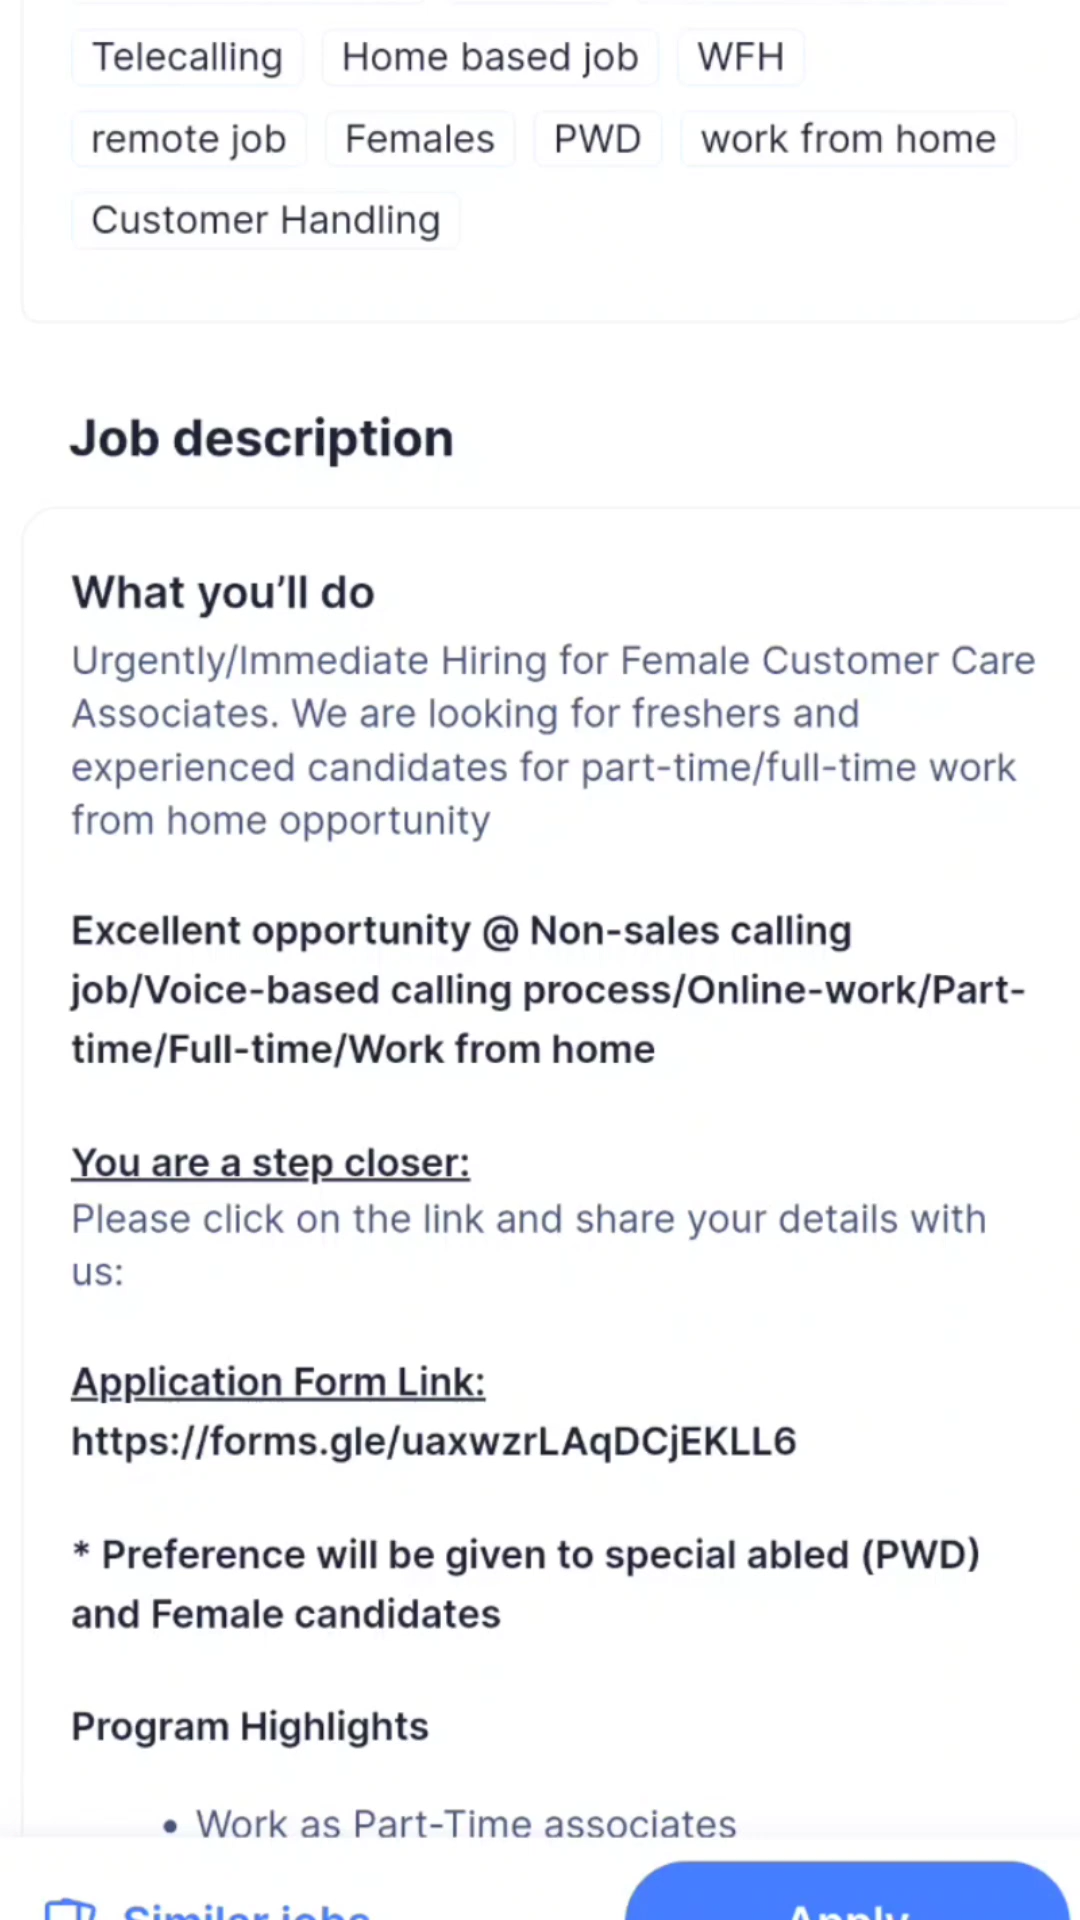 Telecalling Home based job WFH
remote job Females PWD work from home
Customer Handling
Job description
What you’ll do
Urgently/Immediate Hiring for Female Customer Care
Associates. We are looking for freshers and
experienced candidates for part-time/full-time work
from home opportunity
Excellent opportunity @ Non-sales calling
job/Voice-based calling process/Online-work/Part-
time/Full-time/Work from home
You are a step closer:
Please click on the link and share your details with
us:
Application Form Link:
https://forms.gle/uaxwzrLAqDCjEKLL6
* Preference will be given to special abled (PWD)
and Female candidates
Program Highlights
• Work as Part-Time associates
Similar jobs Apply